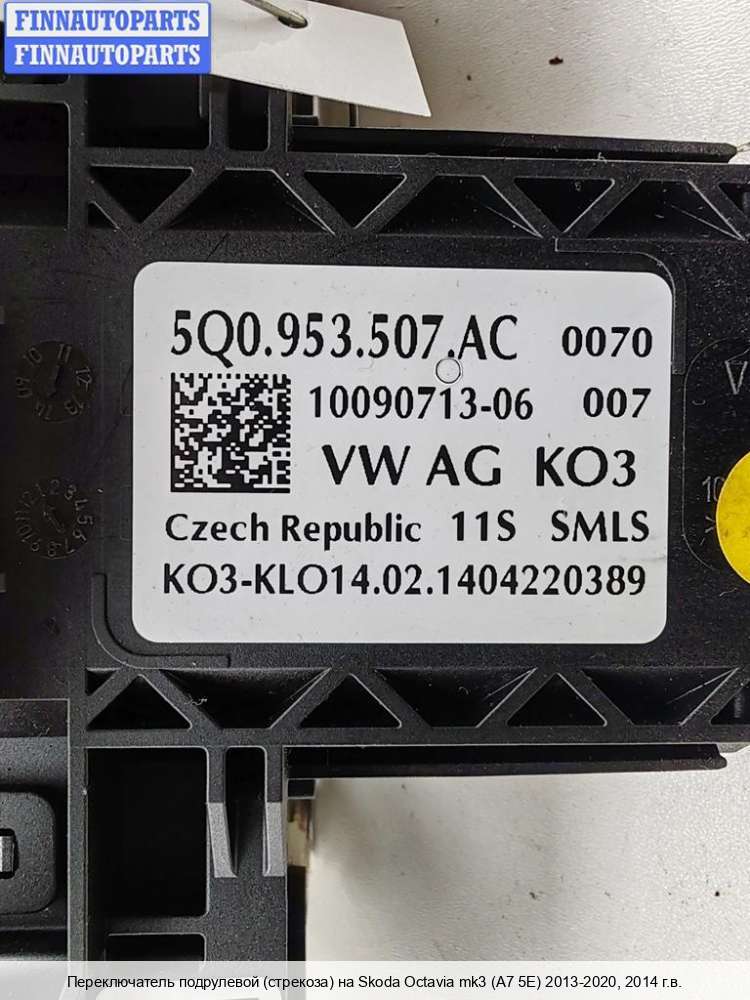 FINNAUTOPARTS
FINNAUTOPARTS
5Q0.953.507.AC 0070
10090713-06 007
VW AG KO3
Czech Republic 11S SMLS
KO3-KLO14.02.1404220389
Переключатель подрулевой (стрекоза) на Skoda Octavia mk3 (A7 5E) 2013-2020, 2014 г.в.